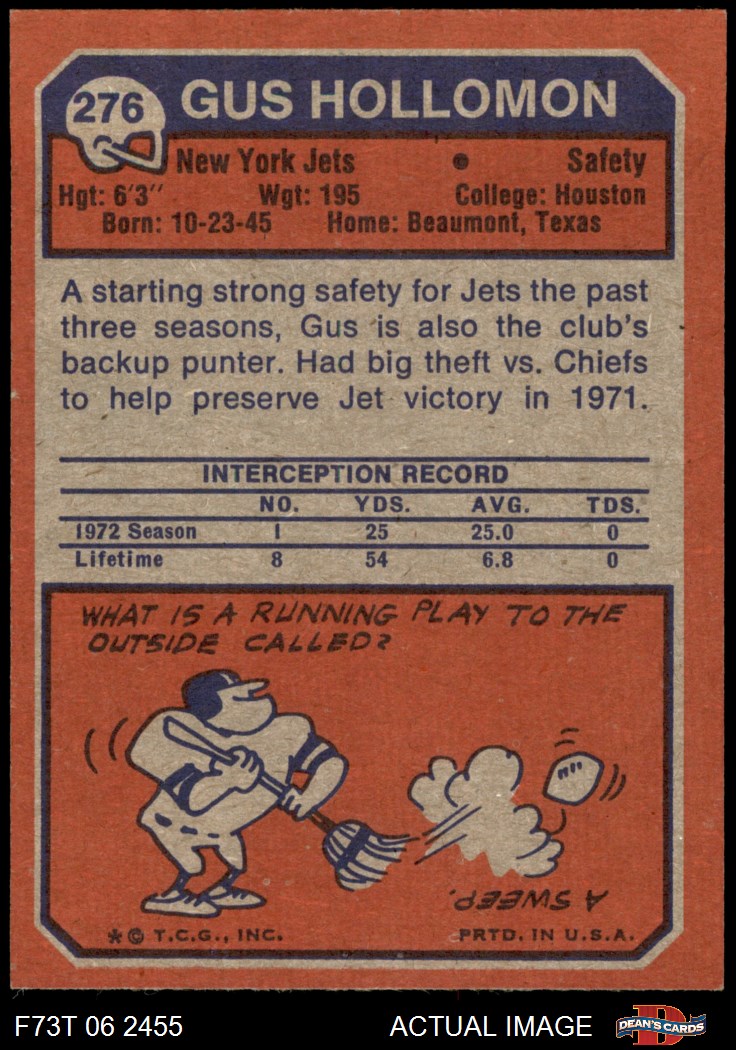 276 GUS HOLLOMON
New York Jets • Safety
Hgt: 6'3" Wgt: 195 College: Houston
Born: 10-23-45 Home: Beaumont, Texas
A starting strong safety for Jets the past
three seasons, Gus is also the club's
backup punter. Had big theft vs. Chiefs
to help preserve Jet victory in 1971.
INTERCEPTION RECORD
NO. YDS. AVG. TDS.
1972 Season 1 25 25.0 0
Lifetime 8 54 6.8 0
WHAT IS A RUNNING PLAY TO THE
OUTSIDE CALLED?
A SWEEP.
* © T.C.G., INC. PRTD. IN U.S.A.
F73T 06 2455 ACTUAL IMAGE D DEAN'S CARDS